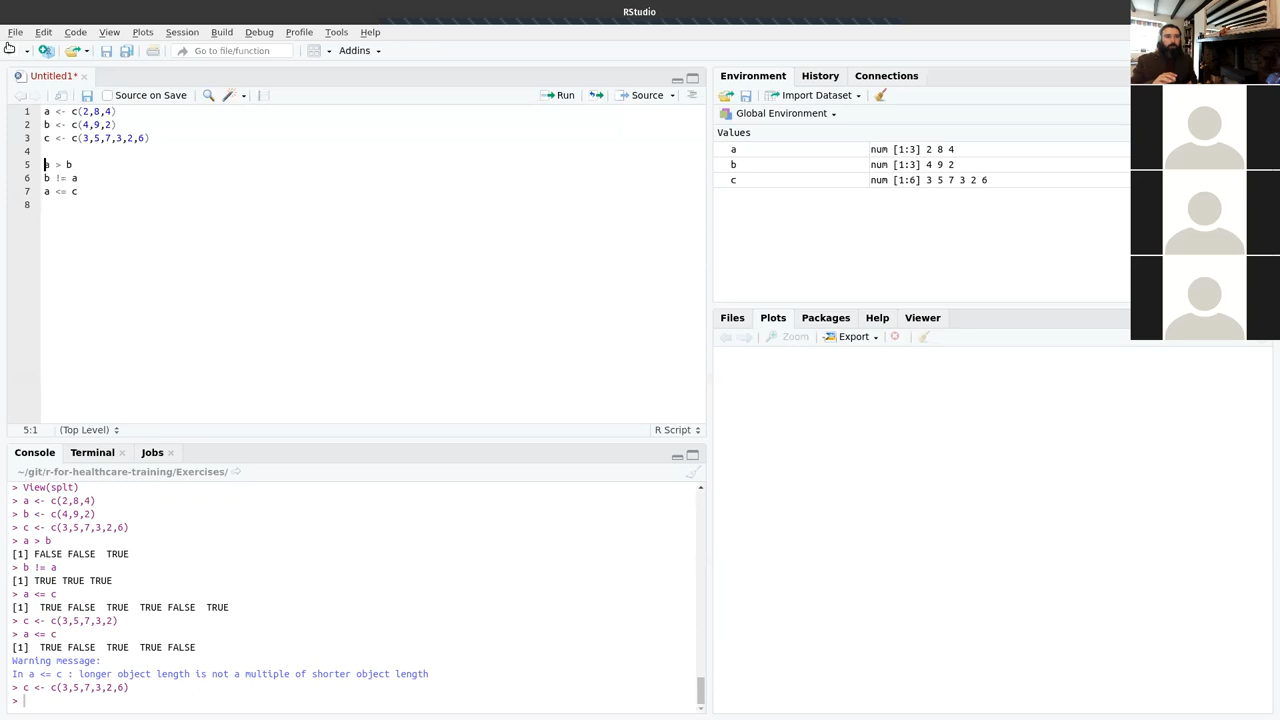 RStudio
File Edit Code View Plots Session Build Debug Profile Tools Help
Go to file/function Addins
Untitled1*
Source on Save Run Source
1 a <- c(2,8,4)
2 b <- c(4,9,2)
3 c <- c(3,5,7,3,2,6)
4
5 a > b
6 b != a
7 a <= c
8
5:1 (Top Level) R Script
Console Terminal Jobs
~/git/r-for-healthcare-training/Exercises/
> View(splt)
> a <- c(2,8,4)
> b <- c(4,9,2)
> c <- c(3,5,7,3,2,6)
> a > b
[1] FALSE FALSE  TRUE
> b != a
[1] TRUE TRUE TRUE
> a <= c
[1]  TRUE FALSE  TRUE  TRUE FALSE  TRUE
> c <- c(3,5,7,3,2)
> a <= c
[1]  TRUE FALSE  TRUE  TRUE FALSE
Warning message:
In a <= c : longer object length is not a multiple of shorter object length
> c <- c(3,5,7,3,2,6)
>
Environment History Connections
Import Dataset
Global Environment
Values
a num [1:3] 2 8 4
b num [1:3] 4 9 2
c num [1:6] 3 5 7 3 2 6
Files Plots Packages Help Viewer
Zoom Export